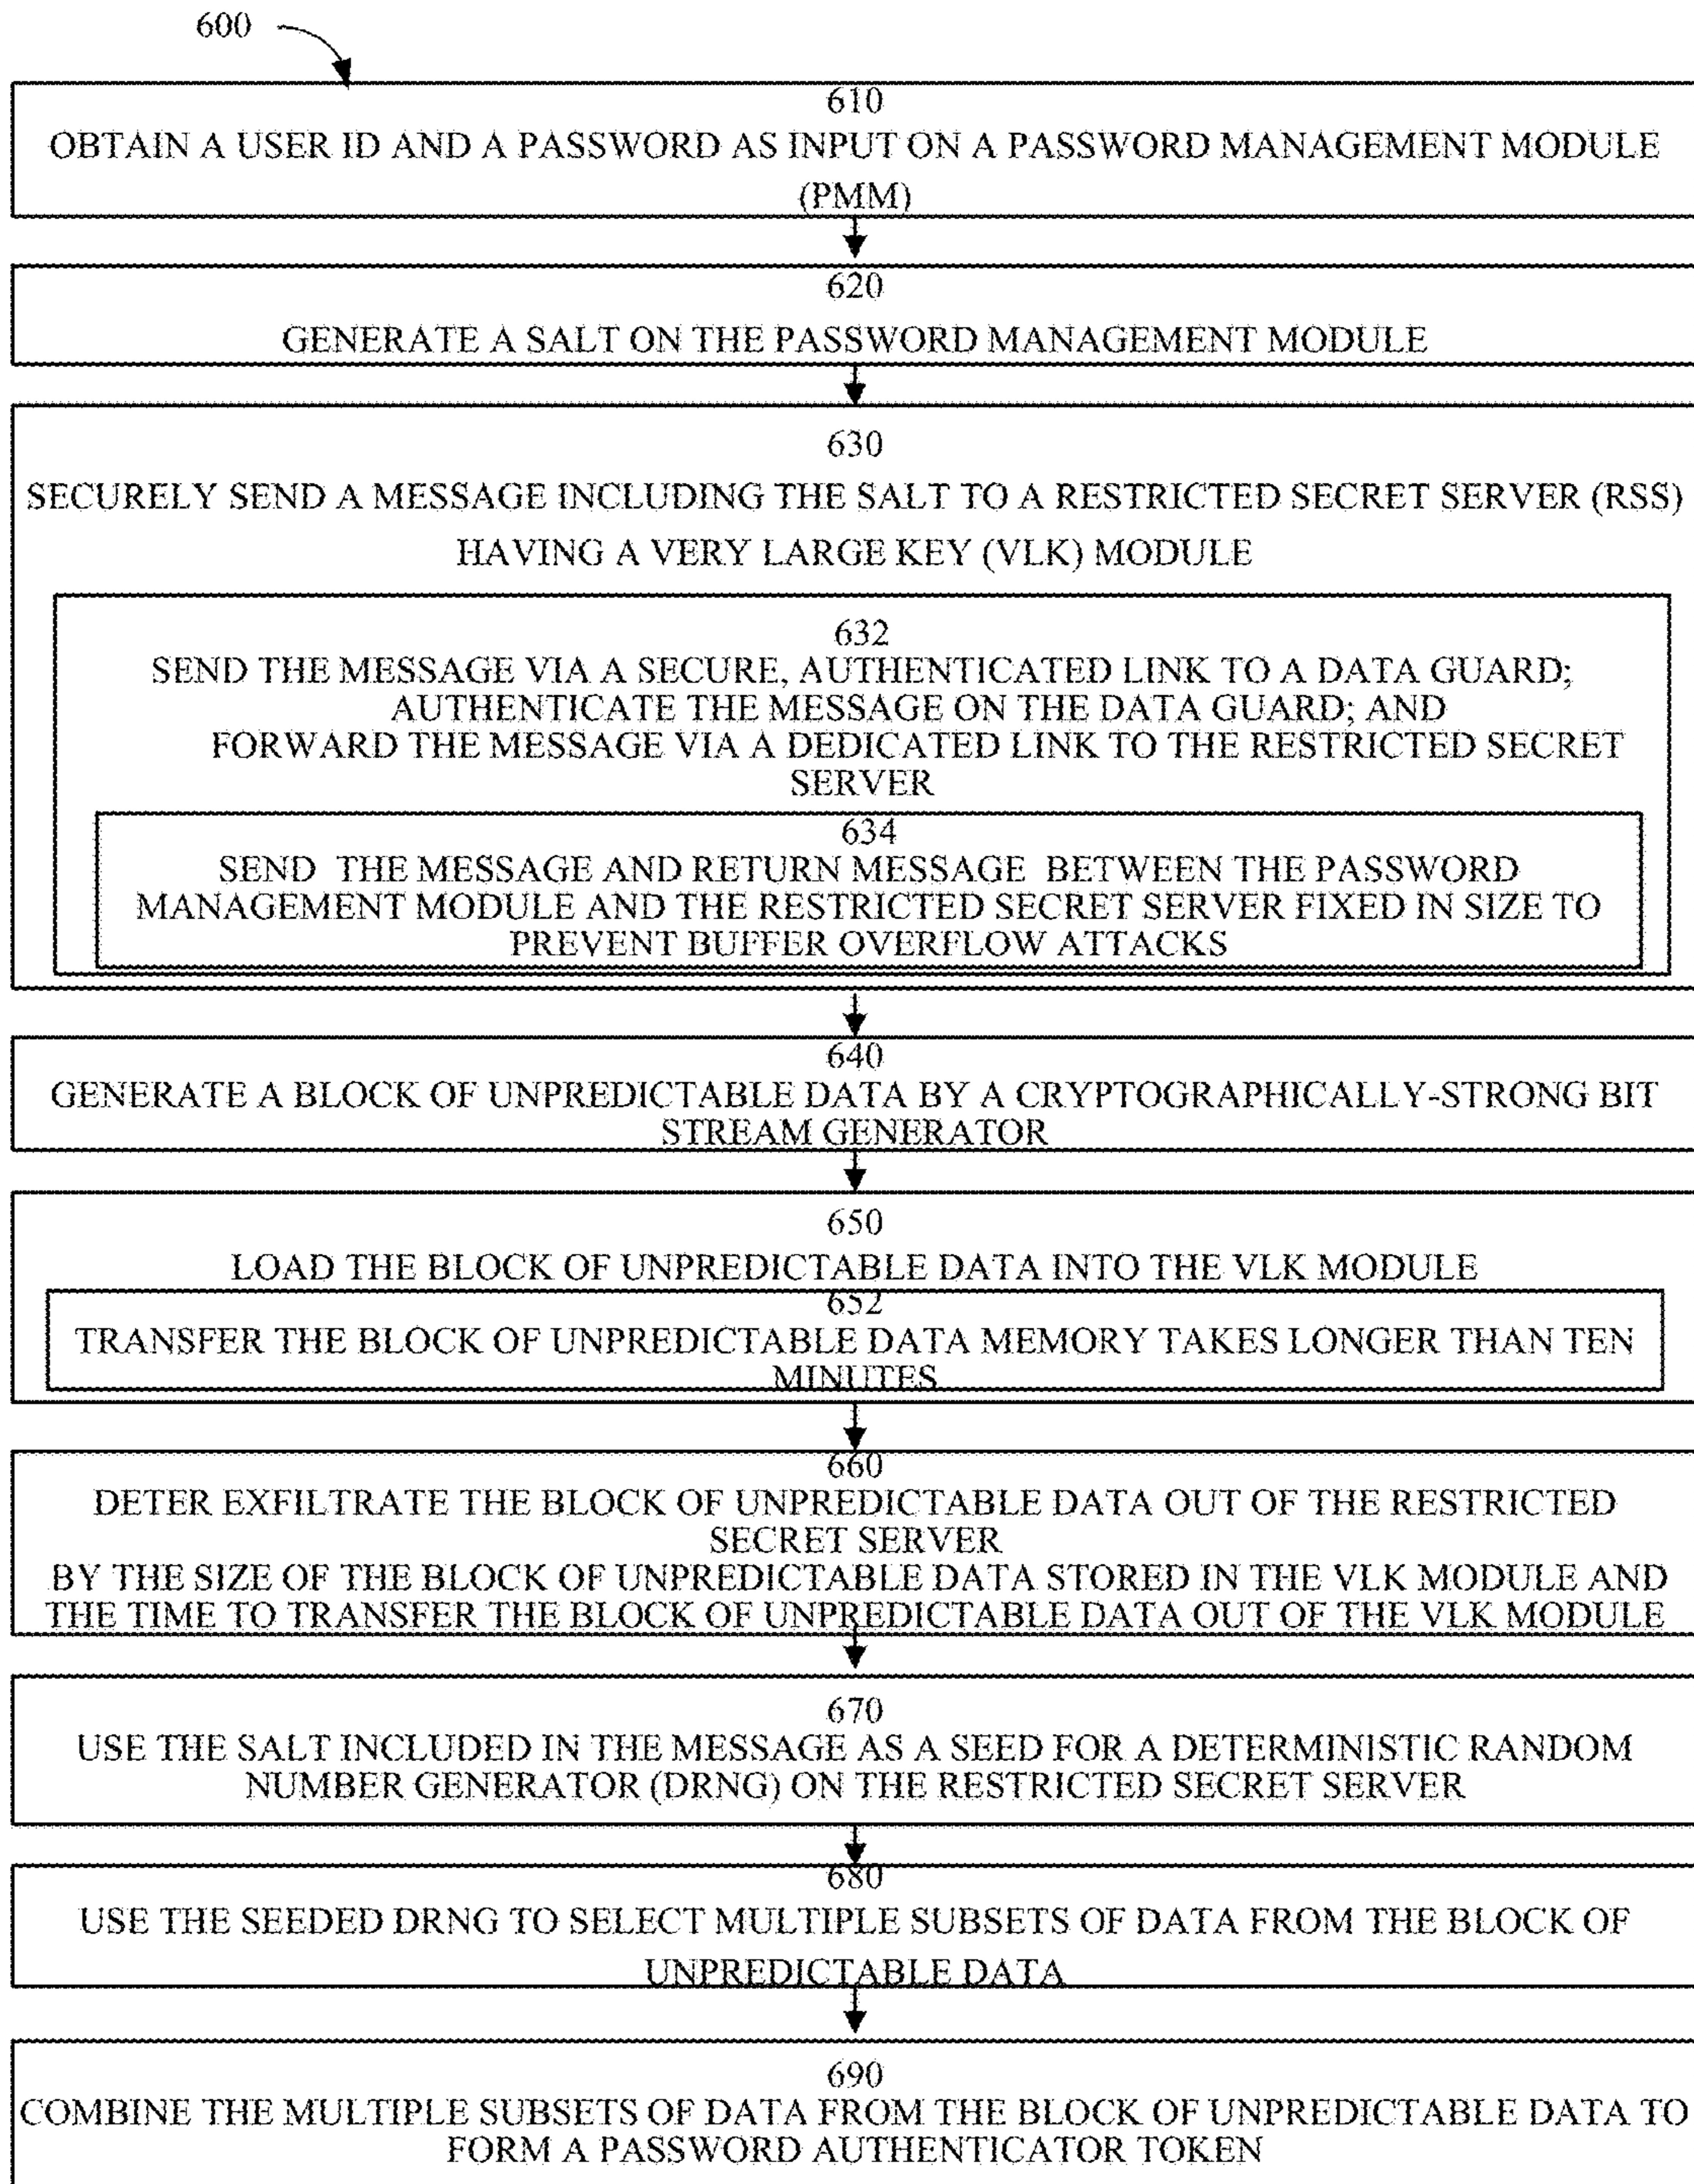 600
610
OBTAIN A USER ID AND A PASSWORD AS INPUT ON A PASSWORD MANAGEMENT MODULE
(PMM)
620
GENERATE A SALT ON THE PASSWORD MANAGEMENT MODULE
630
SECURELY SEND A MESSAGE INCLUDING THE SALT TO A RESTRICTED SECRET SERVER (RSS)
HAVING A VERY LARGE KEY (VLK) MODULE
632
SEND THE MESSAGE VIA A SECURE, AUTHENTICATED LINK TO A DATA GUARD;
AUTHENTICATE THE MESSAGE ON THE DATA GUARD; AND
FORWARD THE MESSAGE VIA A DEDICATED LINK TO THE RESTRICTED SECRET
SERVER
634
SEND THE MESSAGE AND RETURN MESSAGE BETWEEN THE PASSWORD
MANAGEMENT MODULE AND THE RESTRICTED SECRET SERVER FIXED IN SIZE TO
PREVENT BUFFER OVERFLOW ATTACKS
640
GENERATE A BLOCK OF UNPREDICTABLE DATA BY A CRYPTOGRAPHICALLY-STRONG BIT
STREAM GENERATOR
650
LOAD THE BLOCK OF UNPREDICTABLE DATA INTO THE VLK MODULE
652
TRANSFER THE BLOCK OF UNPREDICTABLE DATA MEMORY TAKES LONGER THAN TEN
MINUTES
660
DETER EXFILTRATE THE BLOCK OF UNPREDICTABLE DATA OUT OF THE RESTRICTED
SECRET SERVER
BY THE SIZE OF THE BLOCK OF UNPREDICTABLE DATA STORED IN THE VLK MODULE AND
THE TIME TO TRANSFER THE BLOCK OF UNPREDICTABLE DATA OUT OF THE VLK MODULE
670
USE THE SALT INCLUDED IN THE MESSAGE AS A SEED FOR A DETERMINISTIC RANDOM
NUMBER GENERATOR (DRNG) ON THE RESTRICTED SECRET SERVER
680
USE THE SEEDED DRNG TO SELECT MULTIPLE SUBSETS OF DATA FROM THE BLOCK OF
UNPREDICTABLE DATA
690
COMBINE THE MULTIPLE SUBSETS OF DATA FROM THE BLOCK OF UNPREDICTABLE DATA TO
FORM A PASSWORD AUTHENTICATOR TOKEN